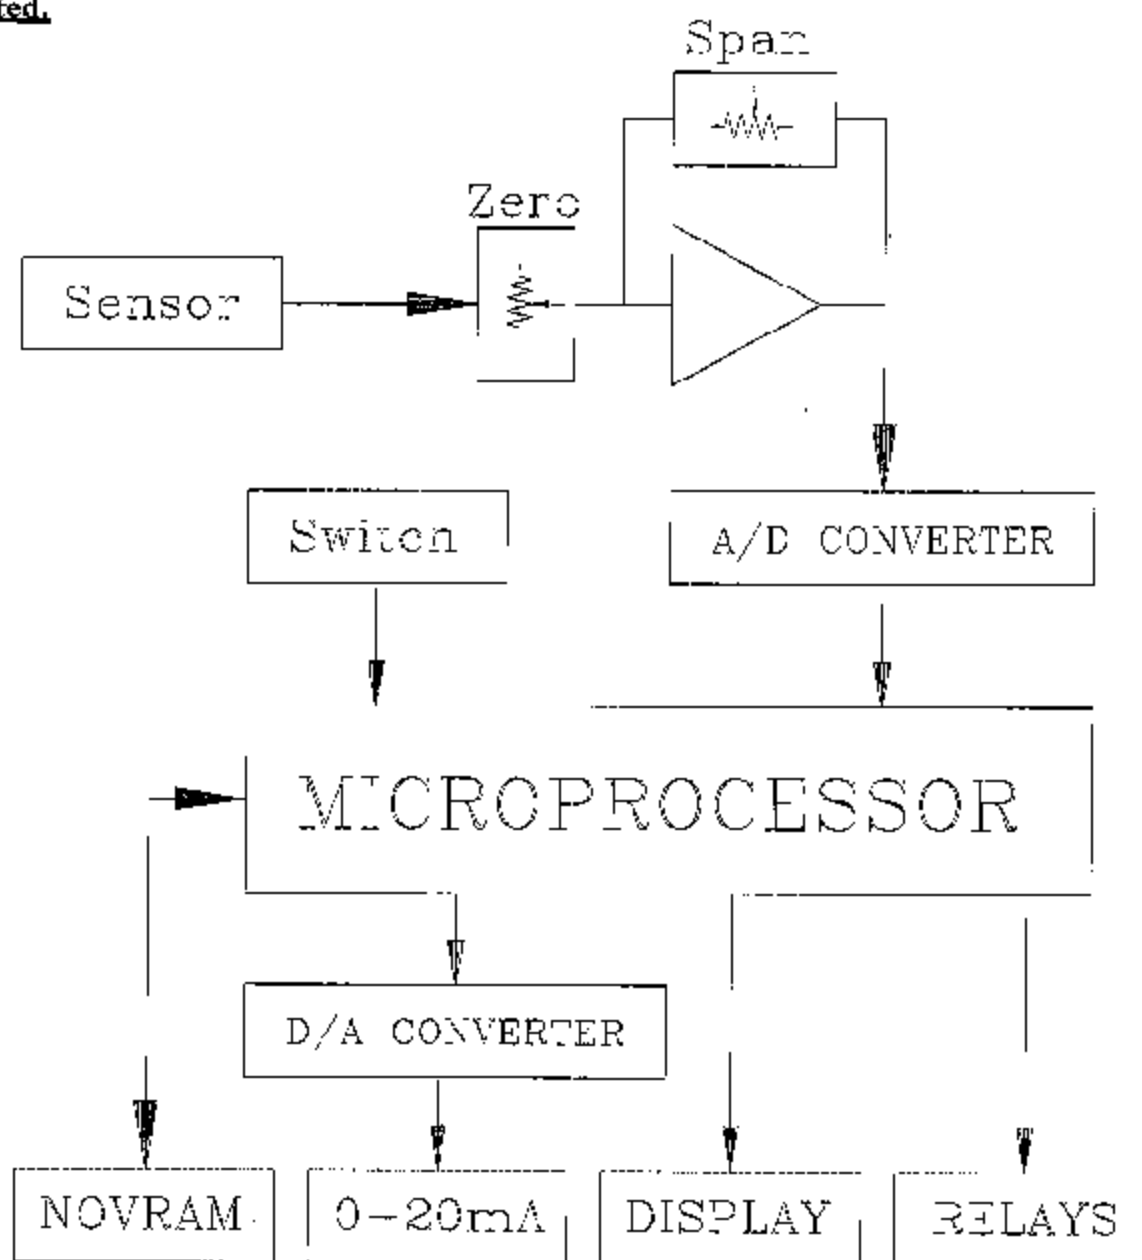 Span
Zero
Sensor
Switch
A/D CONVERTER
MICROPROCESSOR
D/A CONVERTER
NOVRAM
0-20mA
DISPLAY
RELAYS